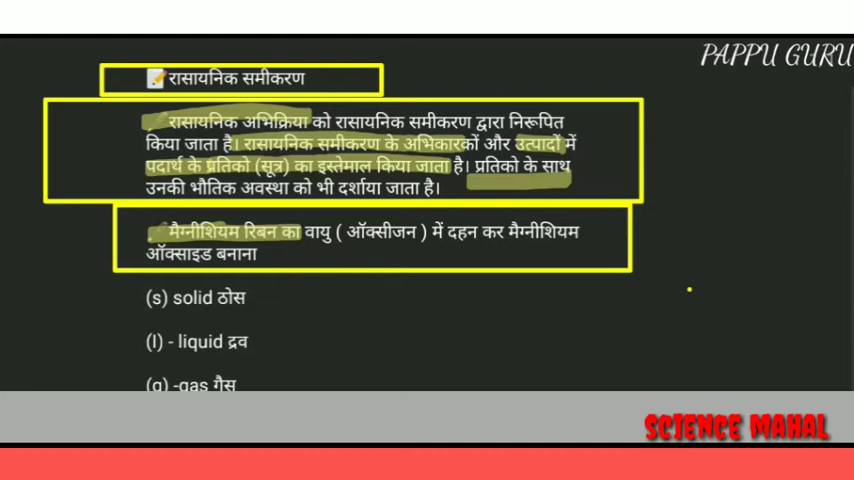 PAPPU GURU
📝रासायनिक समीकरण
रासायनिक अभिक्रिया को रासायनिक समीकरण द्वारा निरूपित
किया जाता है। रासायनिक समीकरण के अभिकारकों और उत्पादों में
पदार्थ के प्रतिको (सूत्र) का इस्तेमाल किया जाता है। प्रतिको के साथ
उनकी भौतिक अवस्था को भी दर्शाया जाता है।
मैग्नीशियम रिबन का वायु ( ऑक्सीजन ) में दहन कर मैग्नीशियम
ऑक्साइड बनाना
(s) solid ठोस
(l) - liquid द्रव
(g) -gas गैस
SCIENCE MAHAL